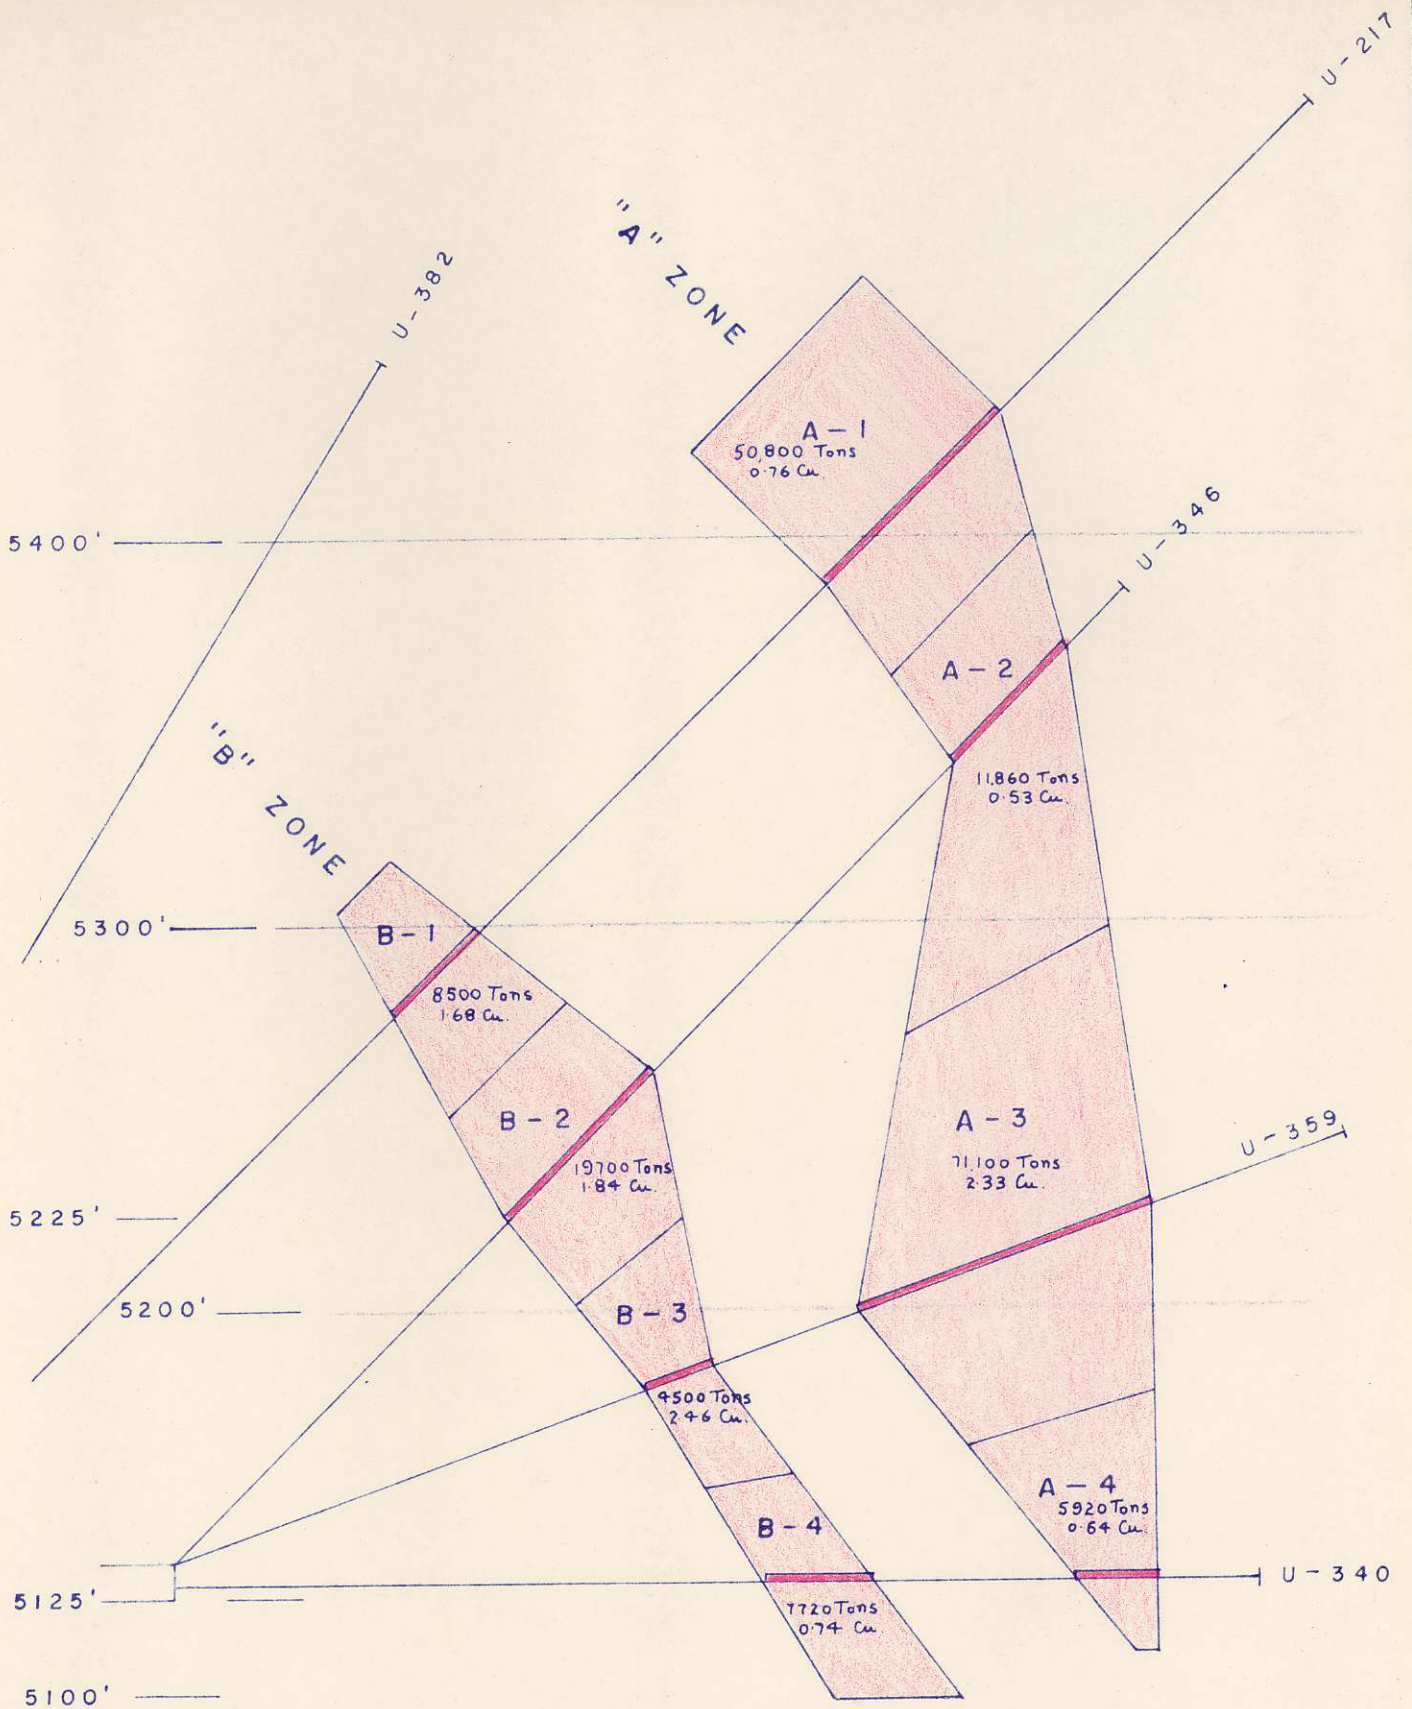 U-217
"A" ZONE
U-382
A-1
50,800 Tons
0.76 Cu.
U-346
5400'
A-2
"B" ZONE
11,860 Tons
0.53 Cu.
5300'
B-1
8500 Tons
1.68 Cu.
B-2
A-3
U-359
19700 Tons
1.84 Cu.
71,100 Tons
2.33 Cu.
5225'
5200'
B-3
4500 Tons
2.46 Cu.
A-4
5920 Tons
0.64 Cu.
B-4
U-340
5125'
7720 Tons
0.74 Cu.
5100'